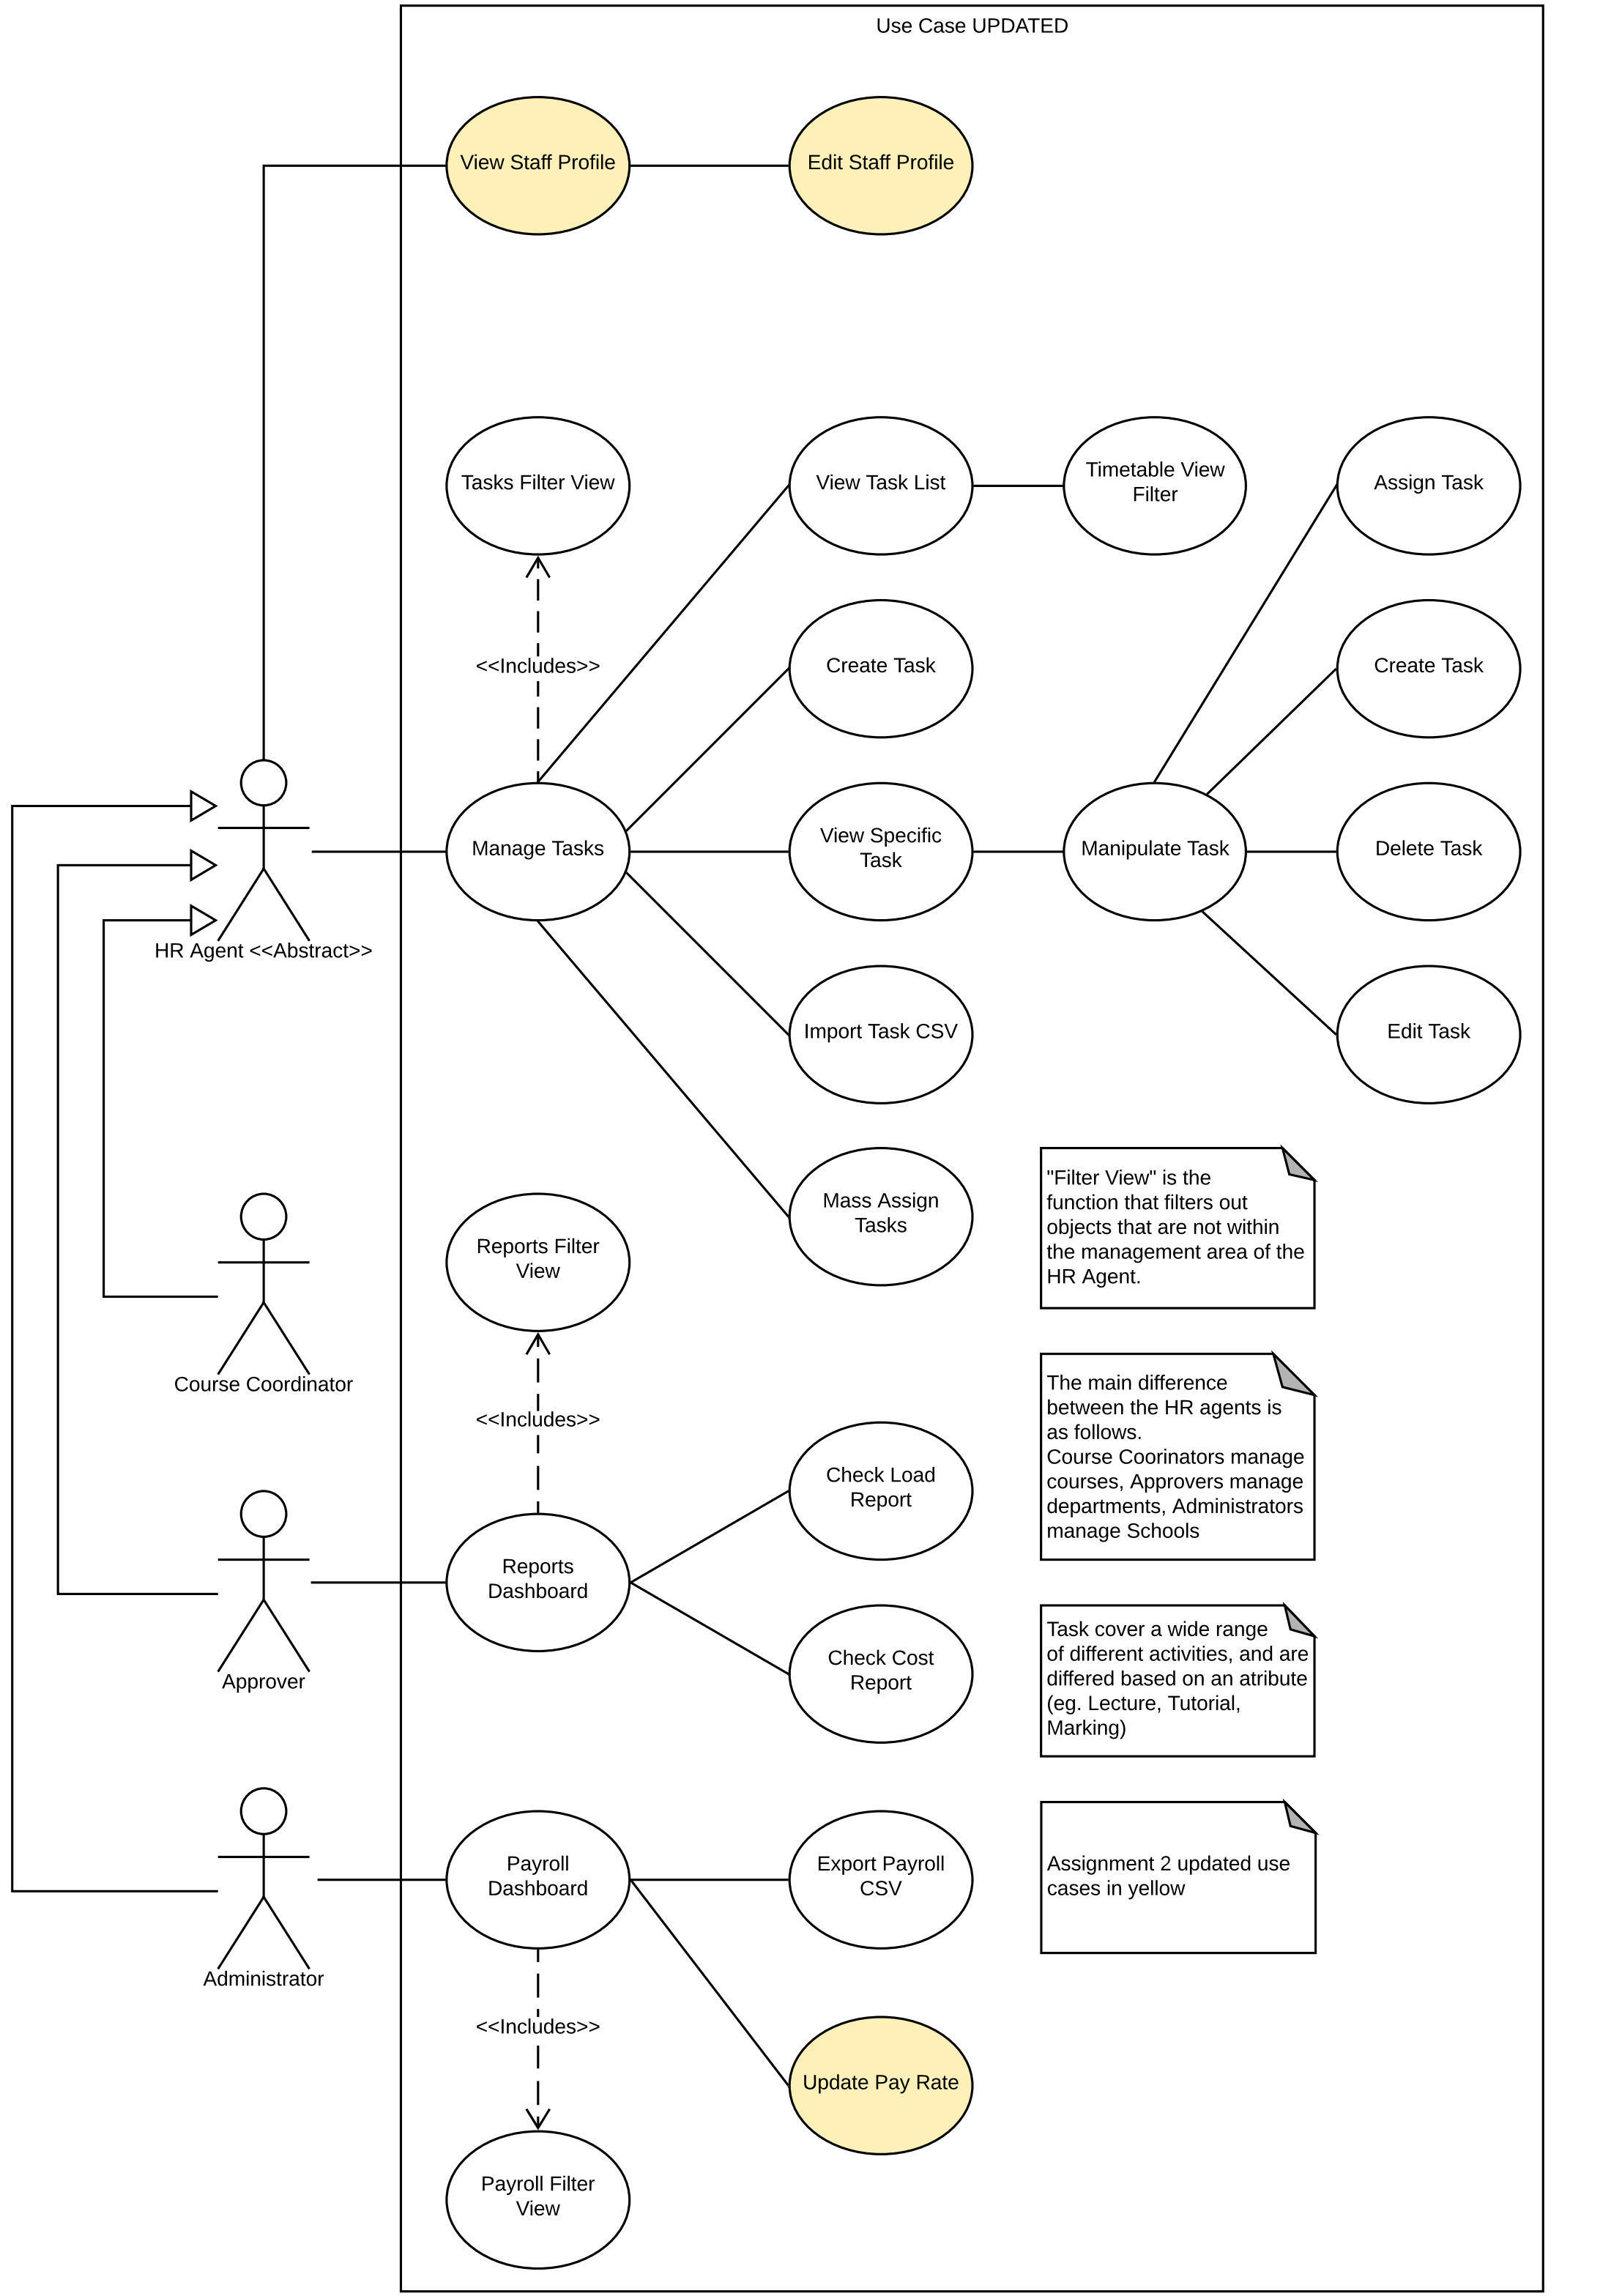 Use Case UPDATED
View Staff Profile
Edit Staff Profile
Tasks Filter View
View Task List
Timetable View
Filter
Assign Task
<<Includes>>
Create Task
Create Task
Manage Tasks
View Specific
Task
Manipulate Task
Delete Task
HR Agent <<Abstract>>
Import Task CSV
Edit Task
Mass Assign
Tasks
"Filter View" is the
function that filters out
objects that are not within
the management area of the
HR Agent.
Reports Filter
View
Course Coordinator
<<Includes>>
The main difference
between the HR agents is
as follows.
Course Coorinators manage
courses, Approvers manage
departments, Administrators
manage Schools
Check Load
Report
Reports
Dashboard
Approver
Check Cost
Report
Task cover a wide range
of different activities, and are
differed based on an atribute
(eg. Lecture, Tutorial,
Marking)
Payroll
Dashboard
Export Payroll
CSV
Assignment 2 updated use
cases in yellow
Administrator
<<Includes>>
Update Pay Rate
Payroll Filter
View